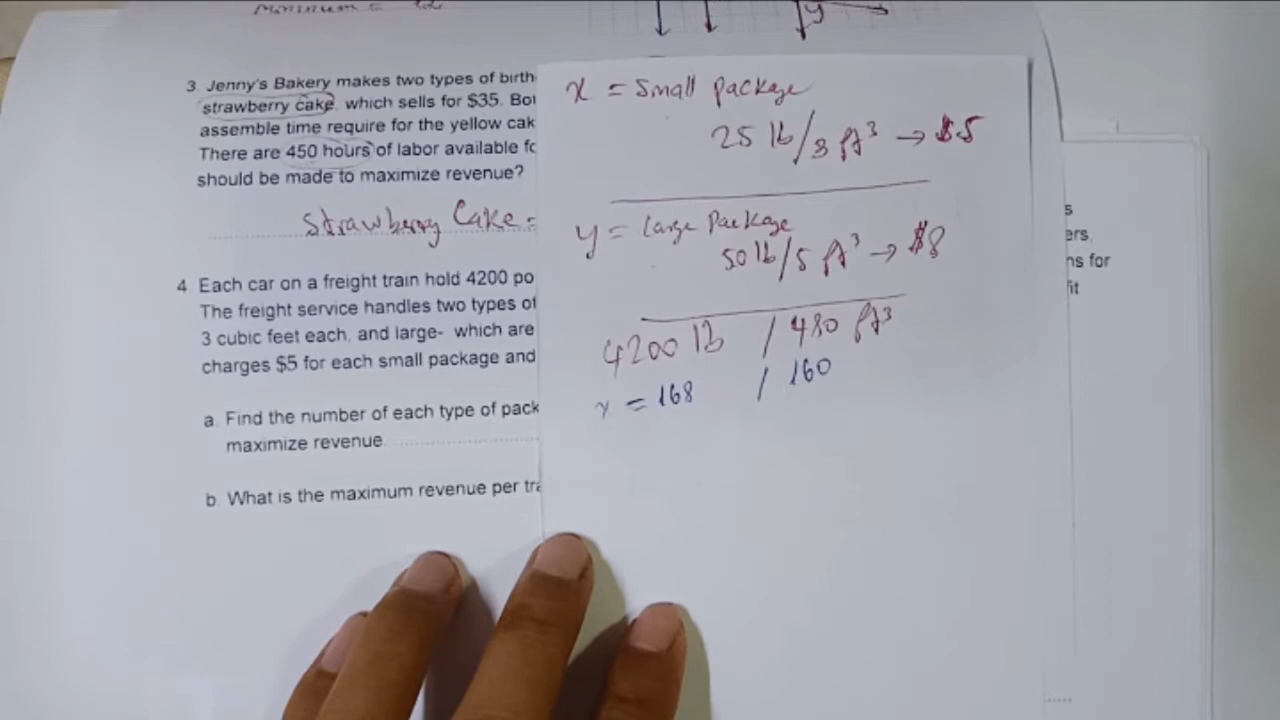 3 Jenny's Bakery makes two types of birth
strawberry cake, which sells for $35. Bo
assemble time require for the yellow cak
There are 450 hours of labor available fo
should be made to maximize revenue?
Strawberry Cake=
4. Each car on a freight train hold 4200 po
The freight service handles two types of
3 cubic feet each, and large- which are
charges $5 for each small package and
a. Find the number of each type of pack
maximize revenue
b. What is the maximum revenue per tra
x = Small package
25 lb/3 ft³ → $5
y = Large Package
50 lb/5 ft³ → $8
4200 lb / 480 ft³
x = 168 / 160
s
ers,
ns for
fit